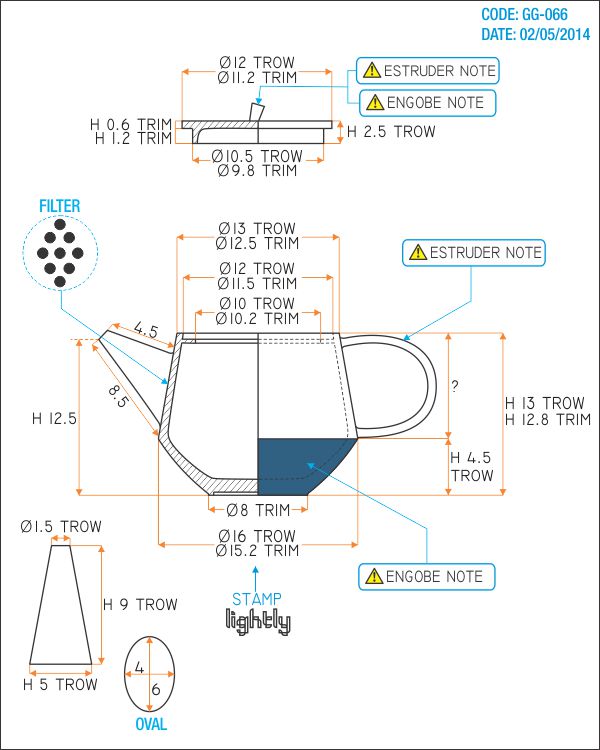 CODE: GG-066
DATE: 02/05/2014
Ø12 TROW
Ø11.2 TRIM
ESTRUDER NOTE
ENGOBE NOTE
H 0.6 TRIM
H 1.2 TRIM
H 2.5 TROW
Ø10.5 TROW
Ø9.8 TRIM
FILTER
Ø13 TROW
Ø12.5 TRIM
ESTRUDER NOTE
Ø12 TROW
Ø11.5 TRIM
Ø10 TROW
Ø10.2 TRIM
4.5
8.5
H 12.5
?
H 13 TROW
H 12.8 TRIM
H 4.5
TROW
Ø8 TRIM
Ø16 TROW
Ø15.2 TRIM
ENGOBE NOTE
STAMP
lightly
Ø1.5 TROW
H 9 TROW
H 5 TROW
4
6
OVAL